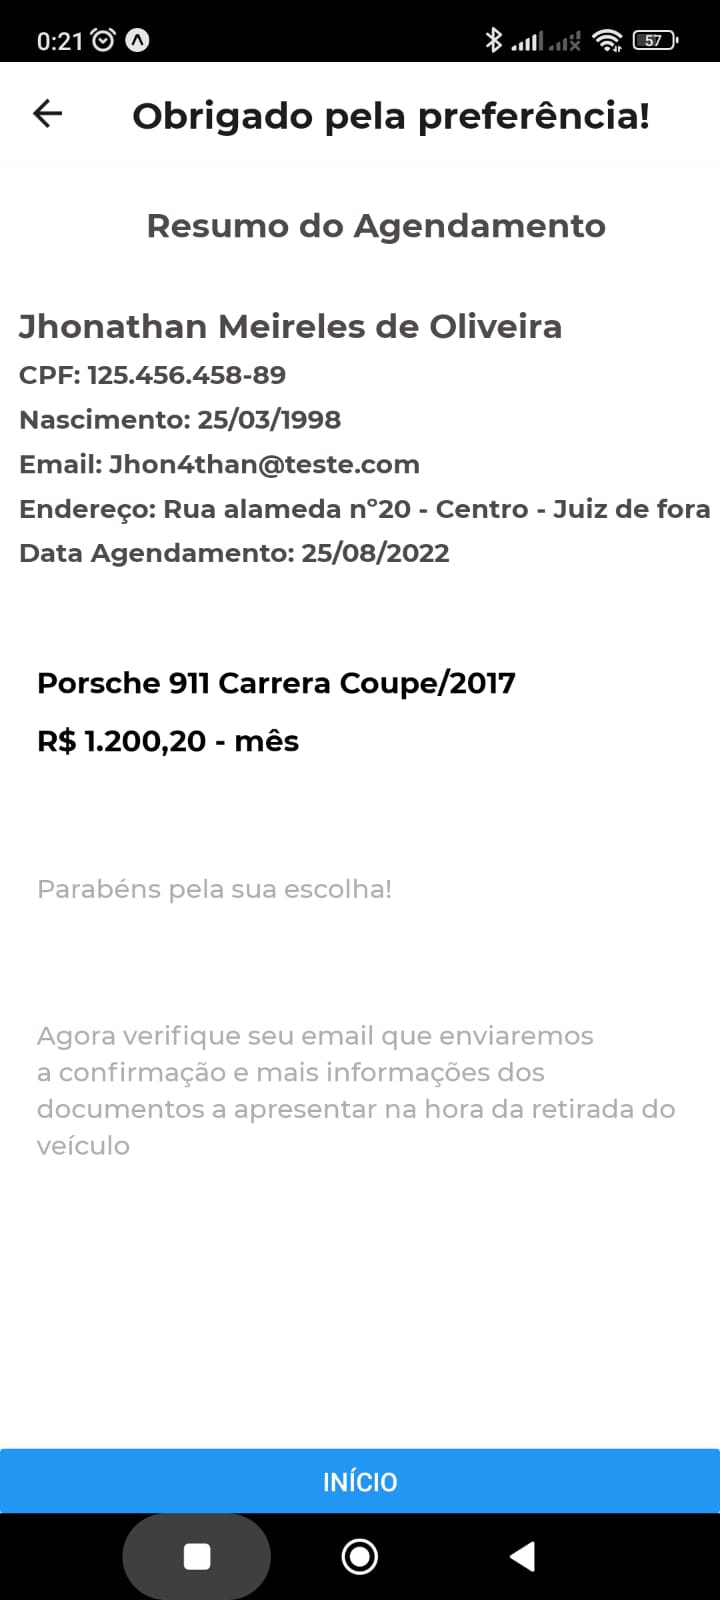 0:21
57
Obrigado pela preferência!
Resumo do Agendamento
Jhonathan Meireles de Oliveira
CPF: 125.456.458-89
Nascimento: 25/03/1998
Email: Jhon4than@teste.com
Endereço: Rua alameda nº20 - Centro - Juiz de fora
Data Agendamento: 25/08/2022
Porsche 911 Carrera Coupe/2017
R$ 1.200,20 - mês
Parabéns pela sua escolha!
Agora verifique seu email que enviaremos
a confirmação e mais informações dos
documentos a apresentar na hora da retirada do
veículo
INÍCIO